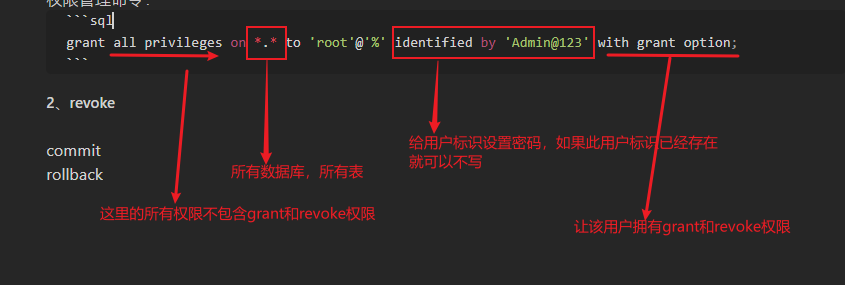 权限管理命令：
```sql
grant all privileges on *.* to 'root'@'%' identified by 'Admin@123' with grant option;
```
2、revoke
给用户标识设置密码，如果此用户标识已经存在
就可以不写
commit
rollback
所有数据库，所有表
这里的所有权限不包含grant和revoke权限
让该用户拥有grant和revoke权限